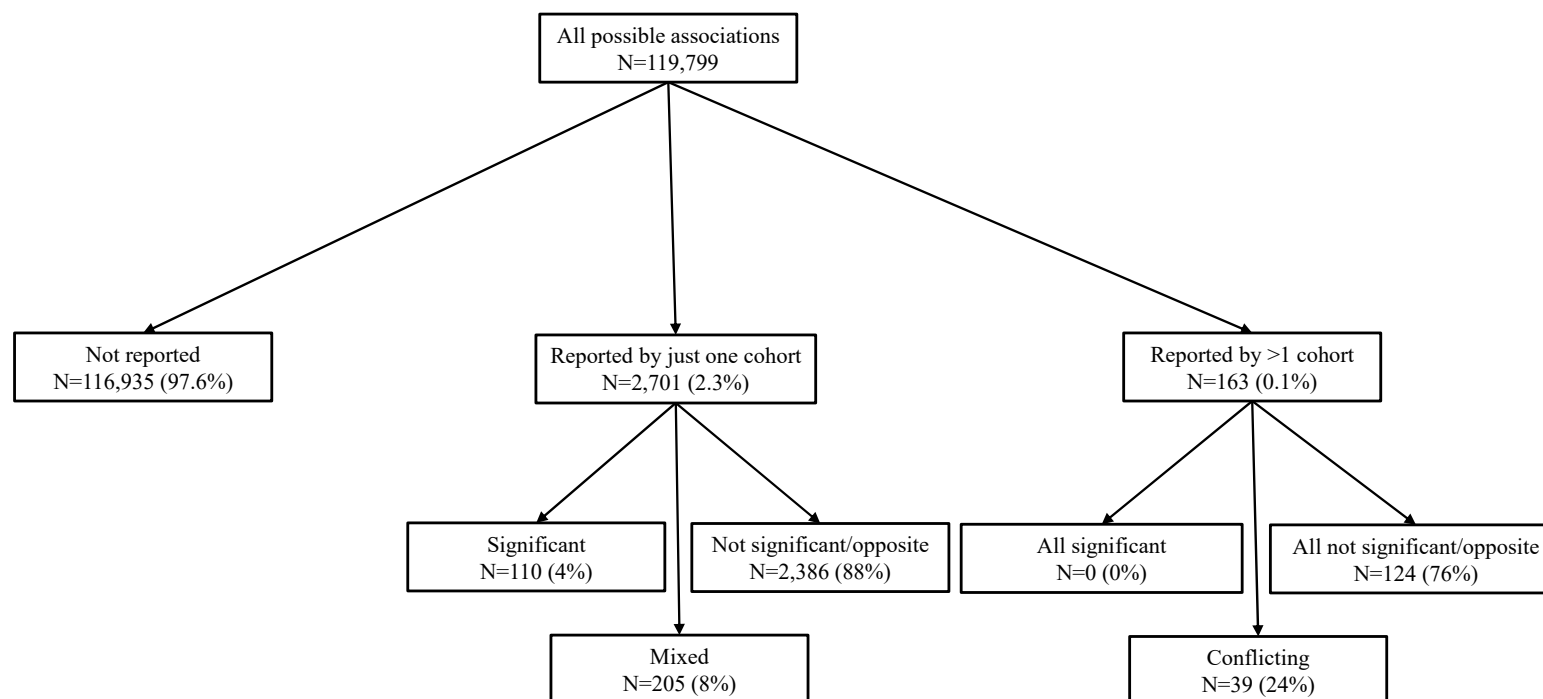 All possible associations
N=119,799
Not reported
N=116,935 (97.6%)
Reported by just one cohort
N=2,701 (2.3%)
Reported by >1 cohort
N=163 (0.1%)
Significant
N=110 (4%)
Not significant/opposite
N=2,386 (88%)
All significant
N=0 (0%)
All not significant/opposite
N=124 (76%)
Mixed
N=205 (8%)
Conflicting
N=39 (24%)